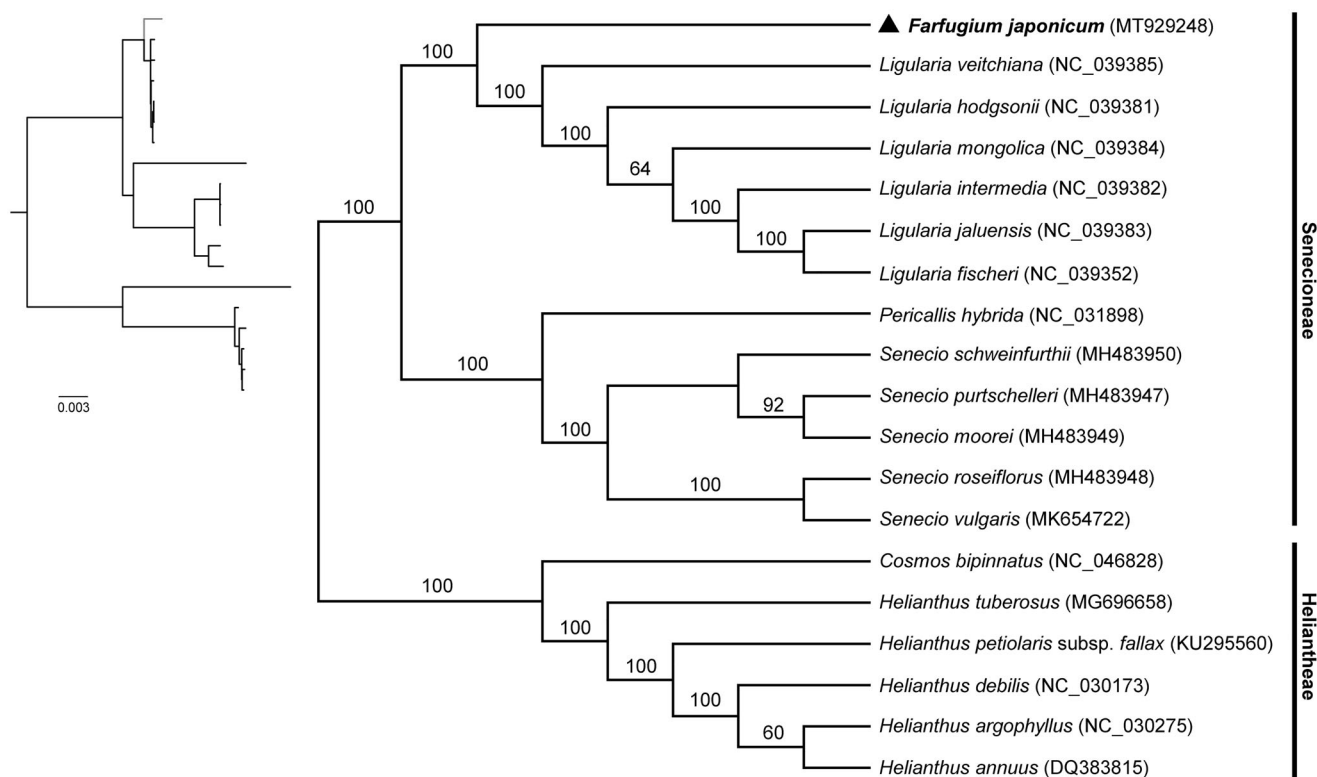 Farfugium japonicum (MT929248)
100
Ligularia veitchiana (NC_039385)
100
Ligularia hodgsonii (NC_039381)
100
Ligularia mongolica (NC_039384)
64
Ligularia intermedia (NC_039382)
100
100
Ligularia jaluensis (NC_039383)
100
Ligularia fischeri (NC_039352)
Senecioneae
Pericallis hybrida (NC_031898)
Senecio schweinfurthii (MH483950)
100
Senecio purtschelleri (MH483947)
92
0.003
Senecio moorei (MH483949)
100
Senecio roseiflorus (MH483948)
100
Senecio vulgaris (MK654722)
Cosmos bipinnatus (NC_046828)
100
Helianthus tuberosus (MG696658)
100
Heliantheae
Helianthus petiolaris subsp. fallax (KU295560)
100
Helianthus debilis (NC_030173)
100
Helianthus argophyllus (NC_030275)
60
Helianthus annuus (DQ383815)